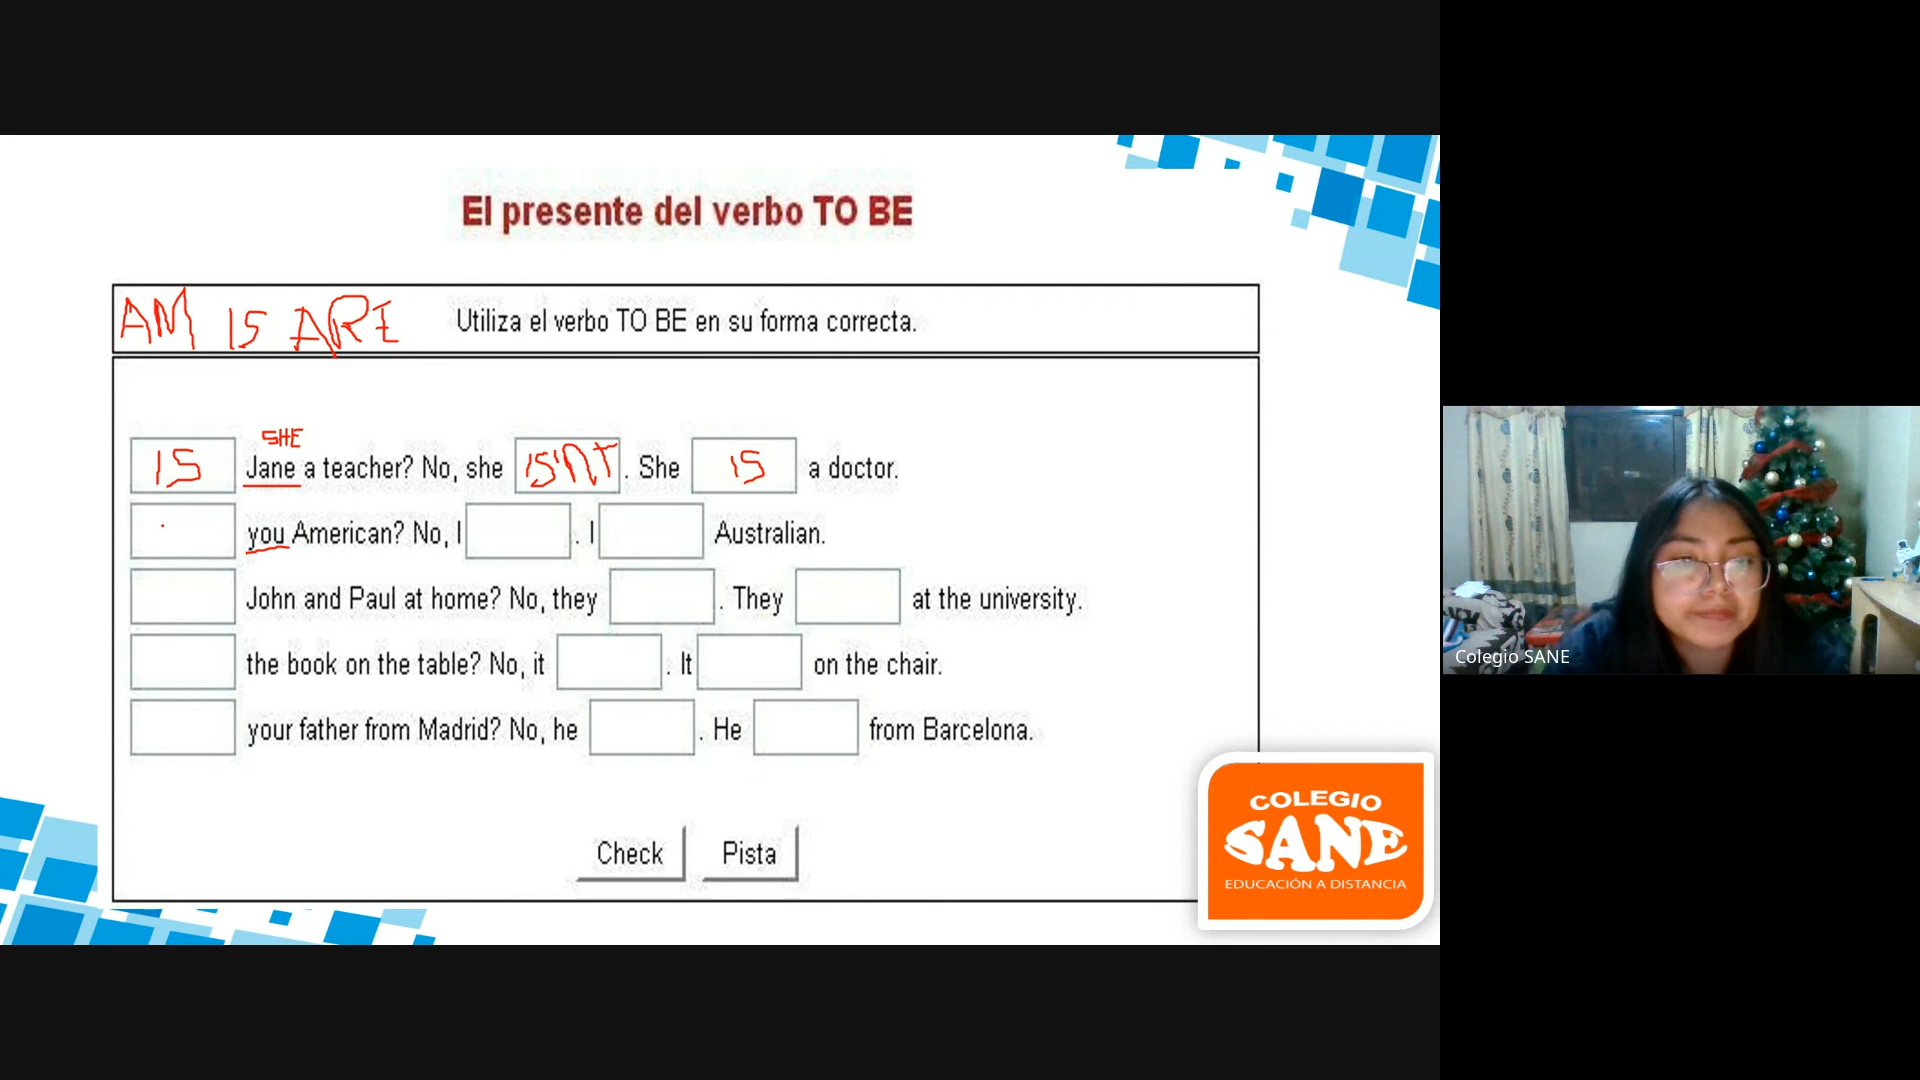 El presente del verbo TO BE
AM IS ARE Utiliza el verbo TO BE en su forma correcta.
SHE
IS Jane a teacher? No, she IS'NT. She IS a doctor.
you American? No, I . I Australian.
John and Paul at home? No, they . They at the university.
the book on the table? No, it . It on the chair.
your father from Madrid? No, he . He from Barcelona.
Check Pista
COLEGIO
SANE
EDUCACIÓN A DISTANCIA
Colegio SANE